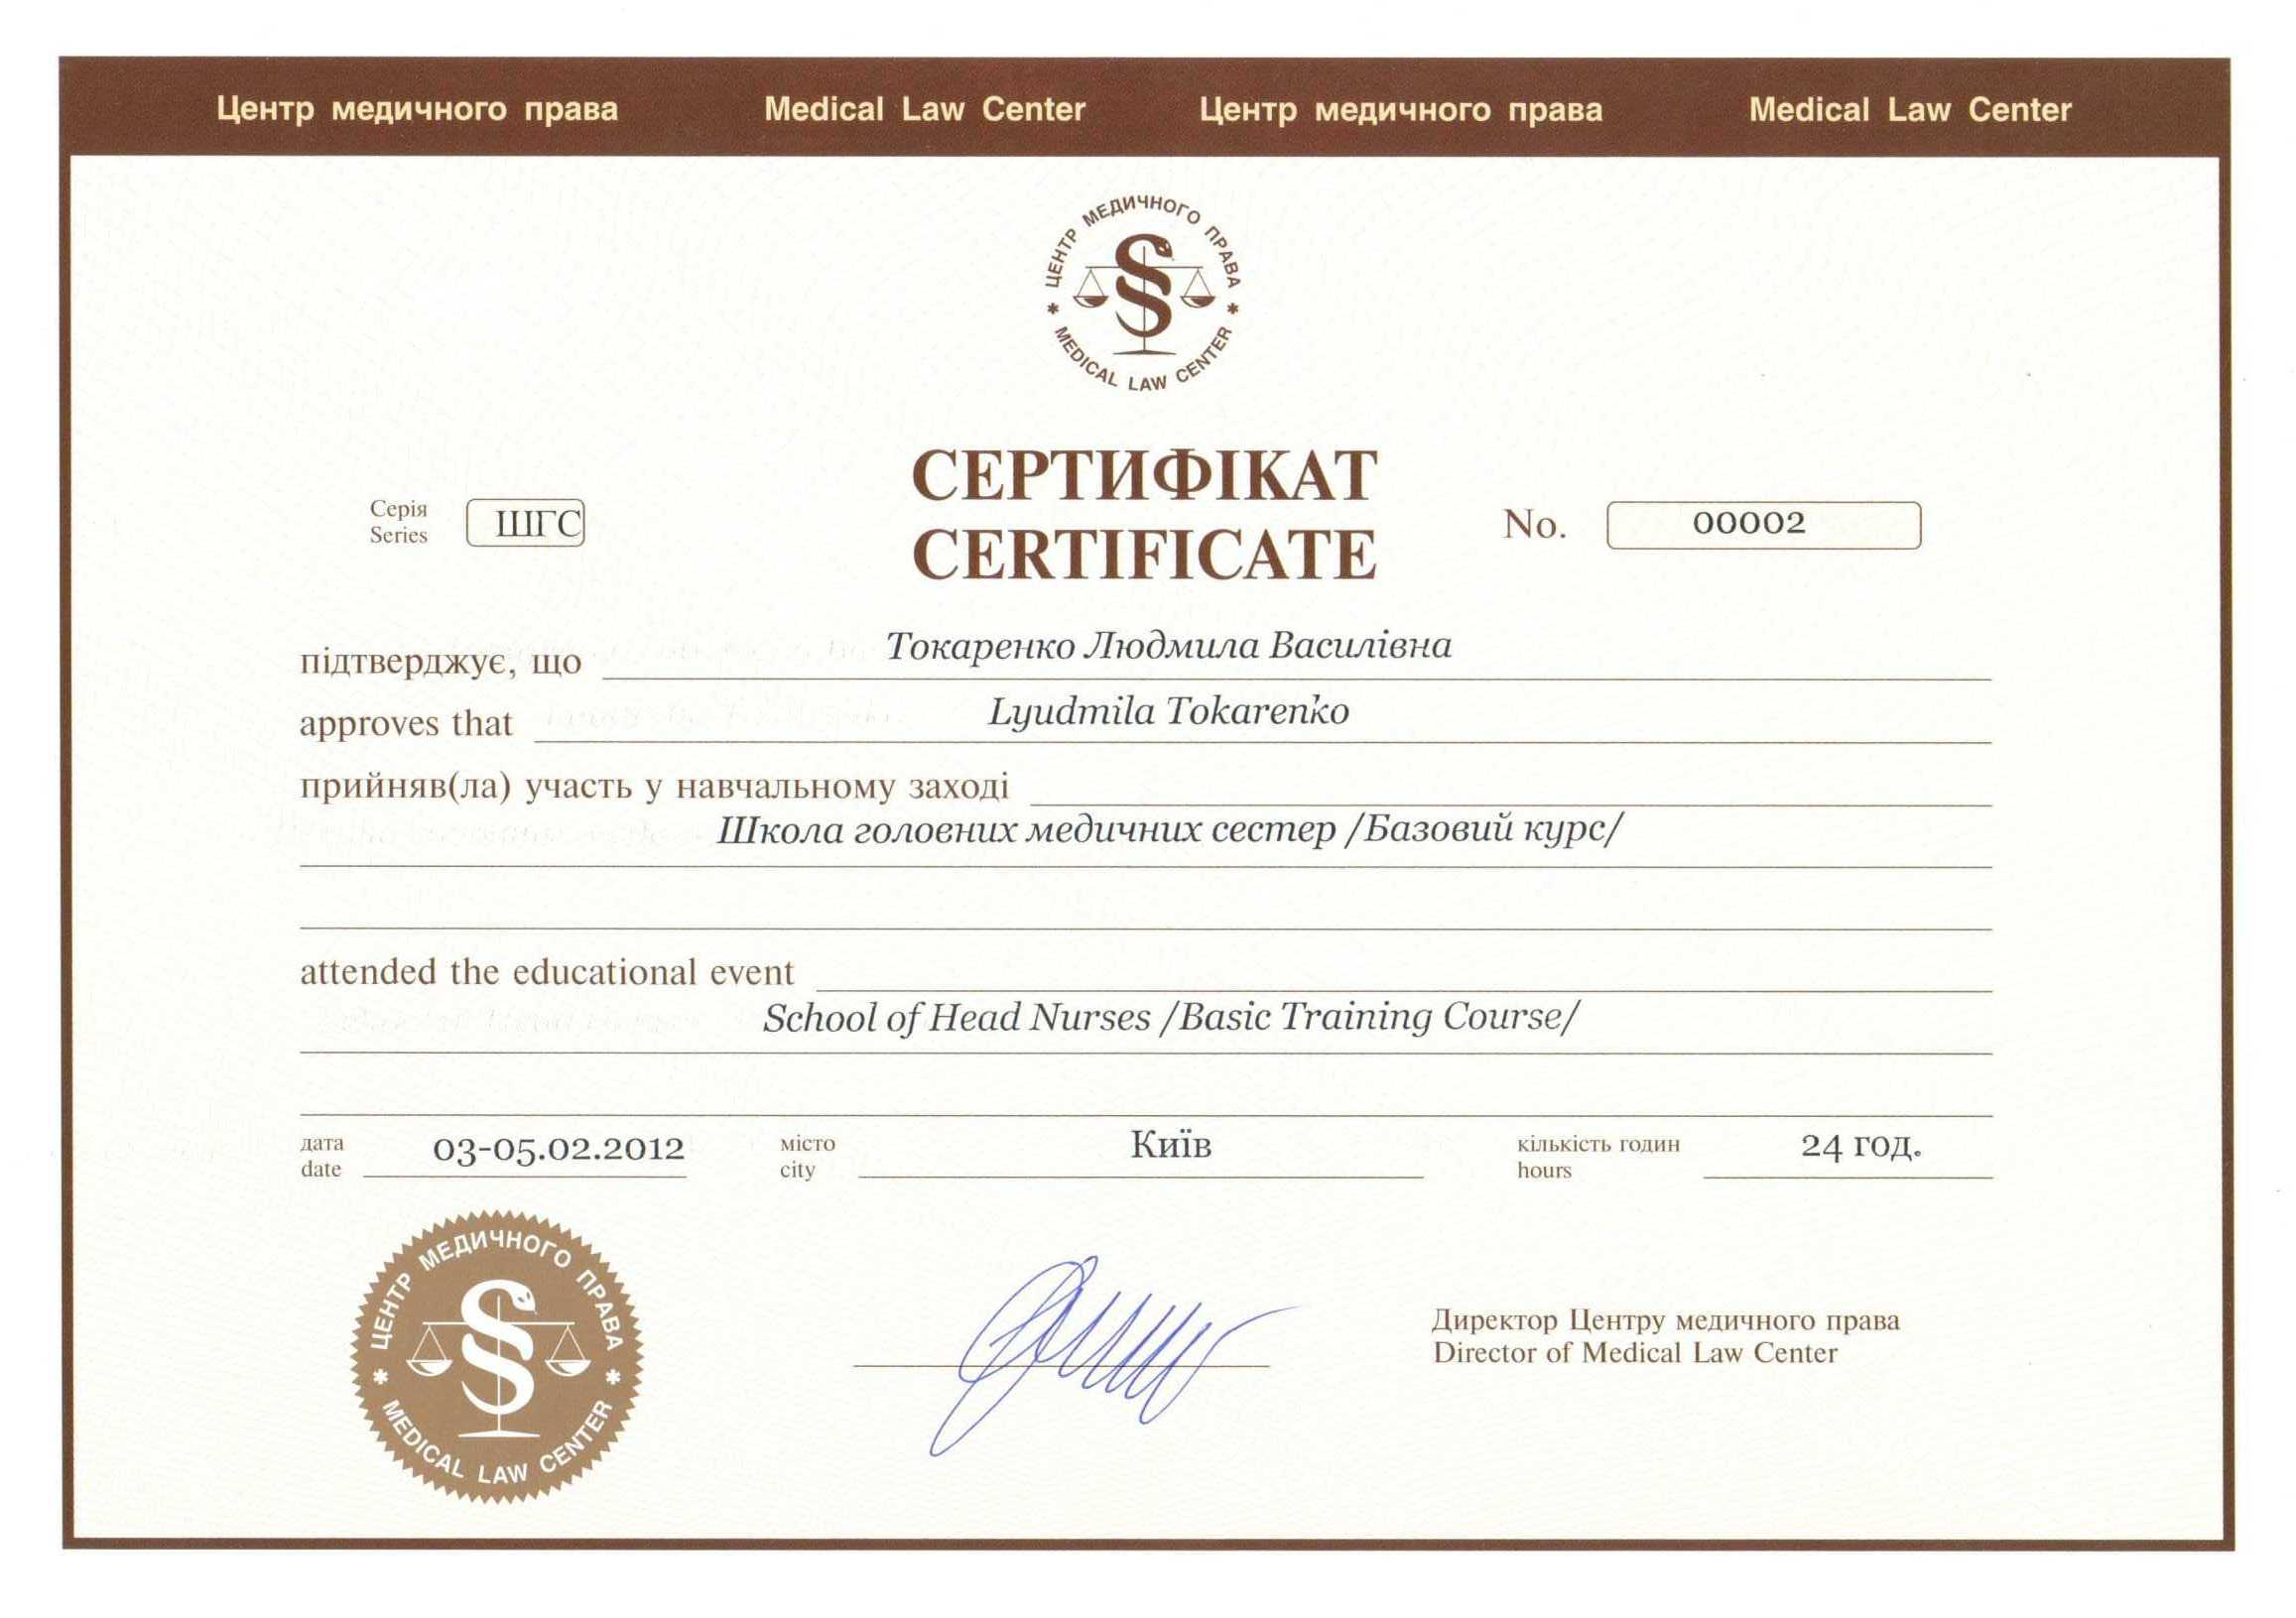 Центр медичного права Medical Law Center Центр медичного права Medical Law Center
ЦЕНТР МЕДИЧНОГО ПРАВА
* MEDICAL LAW CENTER *
СЕРТИФІКАТ
CERTIFICATE
Серія
Series
ШГС
No. 00002
підтверджує, що Токаренко Людмила Василівна
approves that Lyudmila Tokaren'ko
прийняв(ла) участь у навчальному заході
Школа головних медичних сестер /Базовий курс/
attended the educational event
School of Head Nurses /Basic Training Course/
дата
date
03-05.02.2012
місто
city
Київ
кількість годин
hours
24 год.
ЦЕНТР МЕДИЧНОГО ПРАВА
* MEDICAL LAW CENTER *
Директор Центру медичного права
Director of Medical Law Center